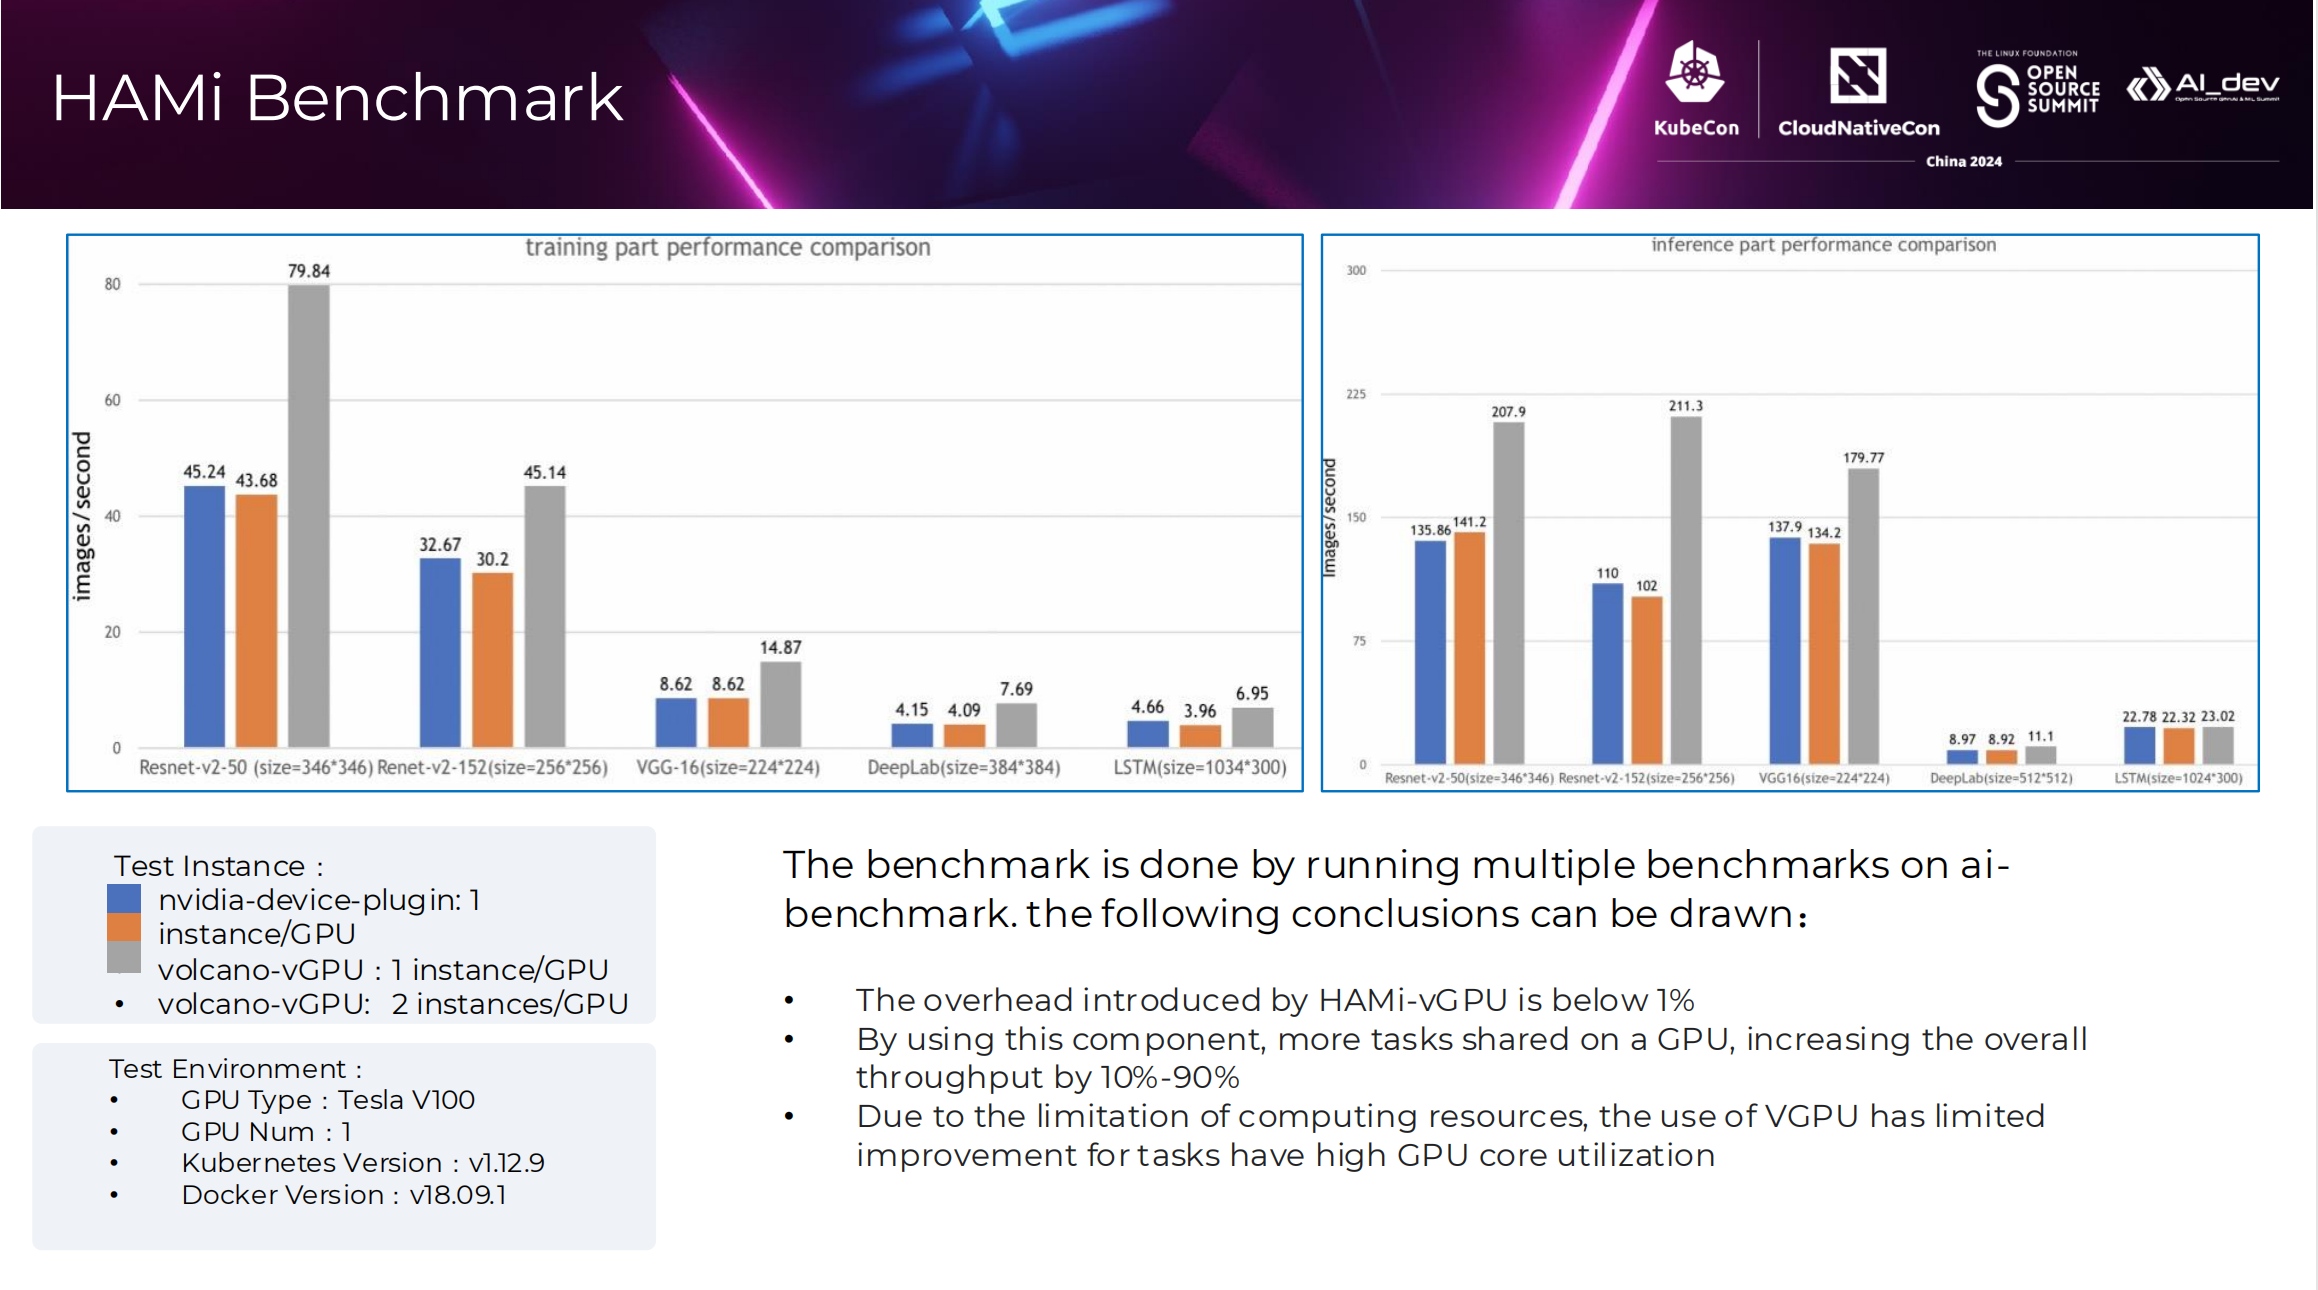 HAMi Benchmark
KubeCon
CloudNativeCon
THE LINUX FOUNDATION
OPEN
SOURCE
SUMMIT
AI_dev
Open Source GenAI & ML Summit
China 2024
training part performance comparison
images/second
80
60
40
20
0
79.84
45.24
43.68
32.67
30.2
45.14
8.62
8.62
14.87
4.15
4.09
7.69
4.66
3.96
6.95
Resnet-v2-50 (size=346*346)
Renet-v2-152(size=256*256)
VGG-16(size=224*224)
DeepLab(size=384*384)
LSTM(size=1034*300)
inference part performance comparison
Images/second
300
225
150
75
0
135.86
141.2
207.9
110
102
211.3
137.9
134.2
179.77
8.97
8.92
11.1
22.78
22.32
23.02
Resnet-v2-50(size=346*346)
Resnet-v2-152(size=256*256)
VGG16(size=224*224)
DeepLab(size=512*512)
LSTM(size=1024*300)
Test Instance：
nvidia-device-plugin: 1
instance/GPU
volcano-vGPU：1 instance/GPU
• volcano-vGPU: 2 instances/GPU
Test Environment：
• GPU Type：Tesla V100
• GPU Num：1
• Kubernetes Version：v1.12.9
• Docker Version：v18.09.1
The benchmark is done by running multiple benchmarks on ai-
benchmark. the following conclusions can be drawn：
• The overhead introduced by HAMi-vGPU is below 1%
• By using this component, more tasks shared on a GPU, increasing the overall
throughput by 10%-90%
• Due to the limitation of computing resources, the use of VGPU has limited
improvement for tasks have high GPU core utilization